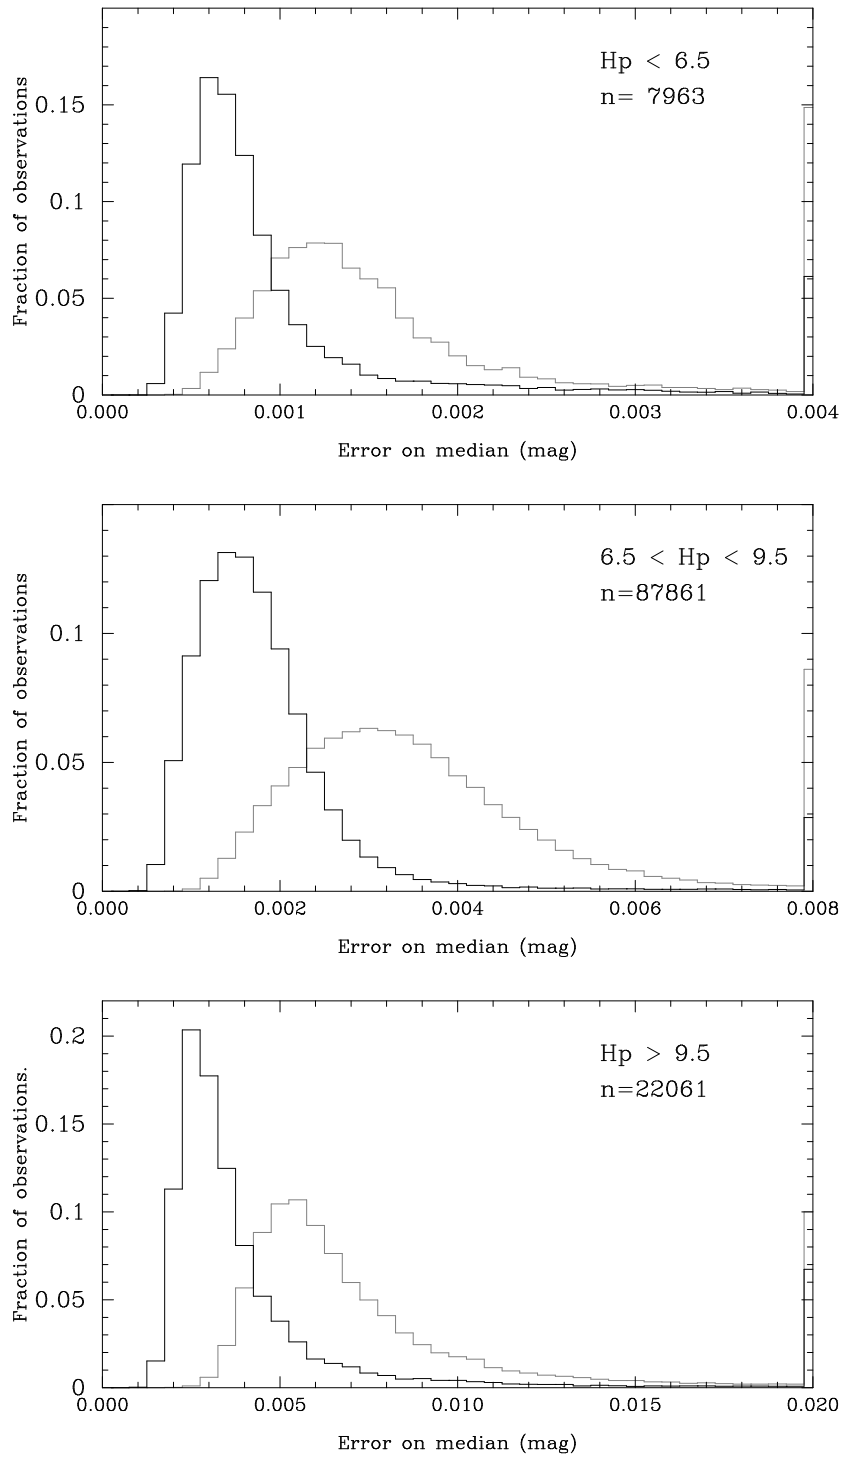 Hp < 6.5
n= 7963
Fraction of observations
0.15
0.1
0.05
0
0.000 0.001 0.002 0.003 0.004
Error on median (mag)
6.5 < Hp < 9.5
n=87861
Fraction of observations
0.1
0.05
0
0.000 0.002 0.004 0.006 0.008
Error on median (mag)
Hp > 9.5
n=22061
Fraction of observations.
0.2
0.15
0.1
0.05
0
0.000 0.005 0.010 0.015 0.020
Error on median (mag)